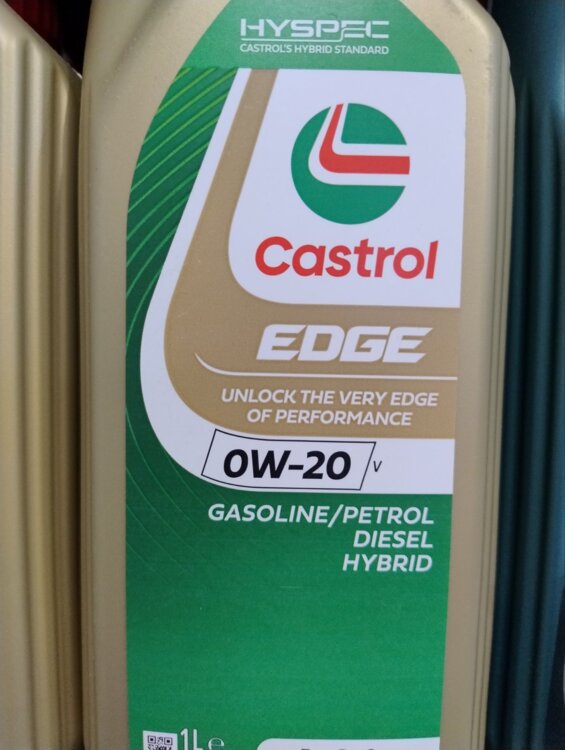 HYSPEC
CASTROL'S HYBRID STANDARD
Castrol
EDGE
UNLOCK THE VERY EDGE
OF PERFORMANCE
0W-20 V
GASOLINE/PETROL
DIESEL
HYBRID
1L e